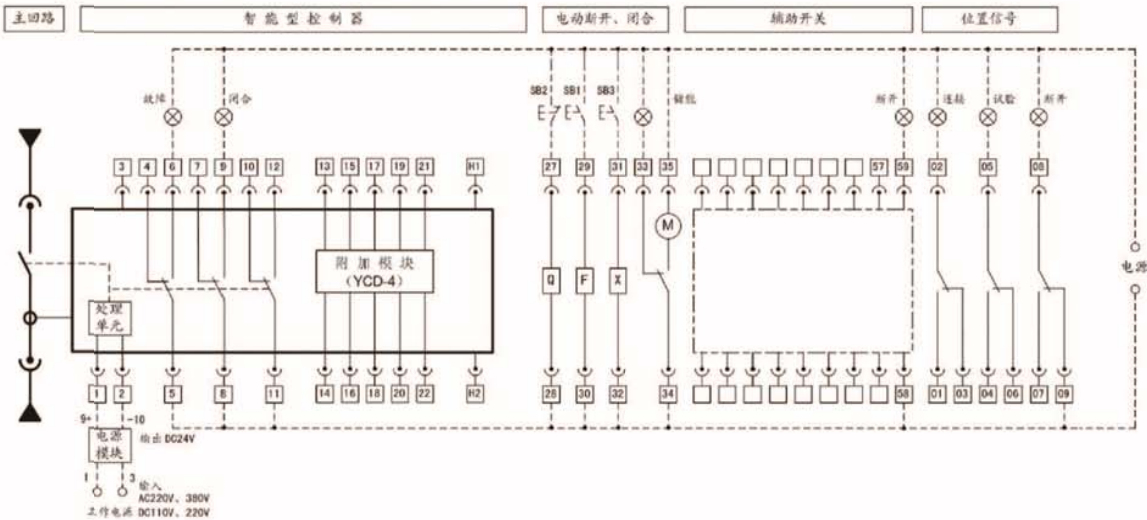 主回路 智能型控制器 电动断开、闭合 辅助开关 位置信号
SB2 SB1 SB3
故障 闭合 储能 断开 连接 试验 断开
3 4 6 7 9 10 12 13 15 17 19 21 H1 27 29 31 33 35 57 59 02 05 08
M
附加模块
(YCD-4)
Q F X
电源
处理
单元
1 2 5 8 11 14 16 18 20 22 H2 28 30 32 34 58 01 03 04 06 07 09
9+ -10
电源
模块
输出 DC24V
1 3
输入
AC220V、380V
工作电源 DC110V、220V